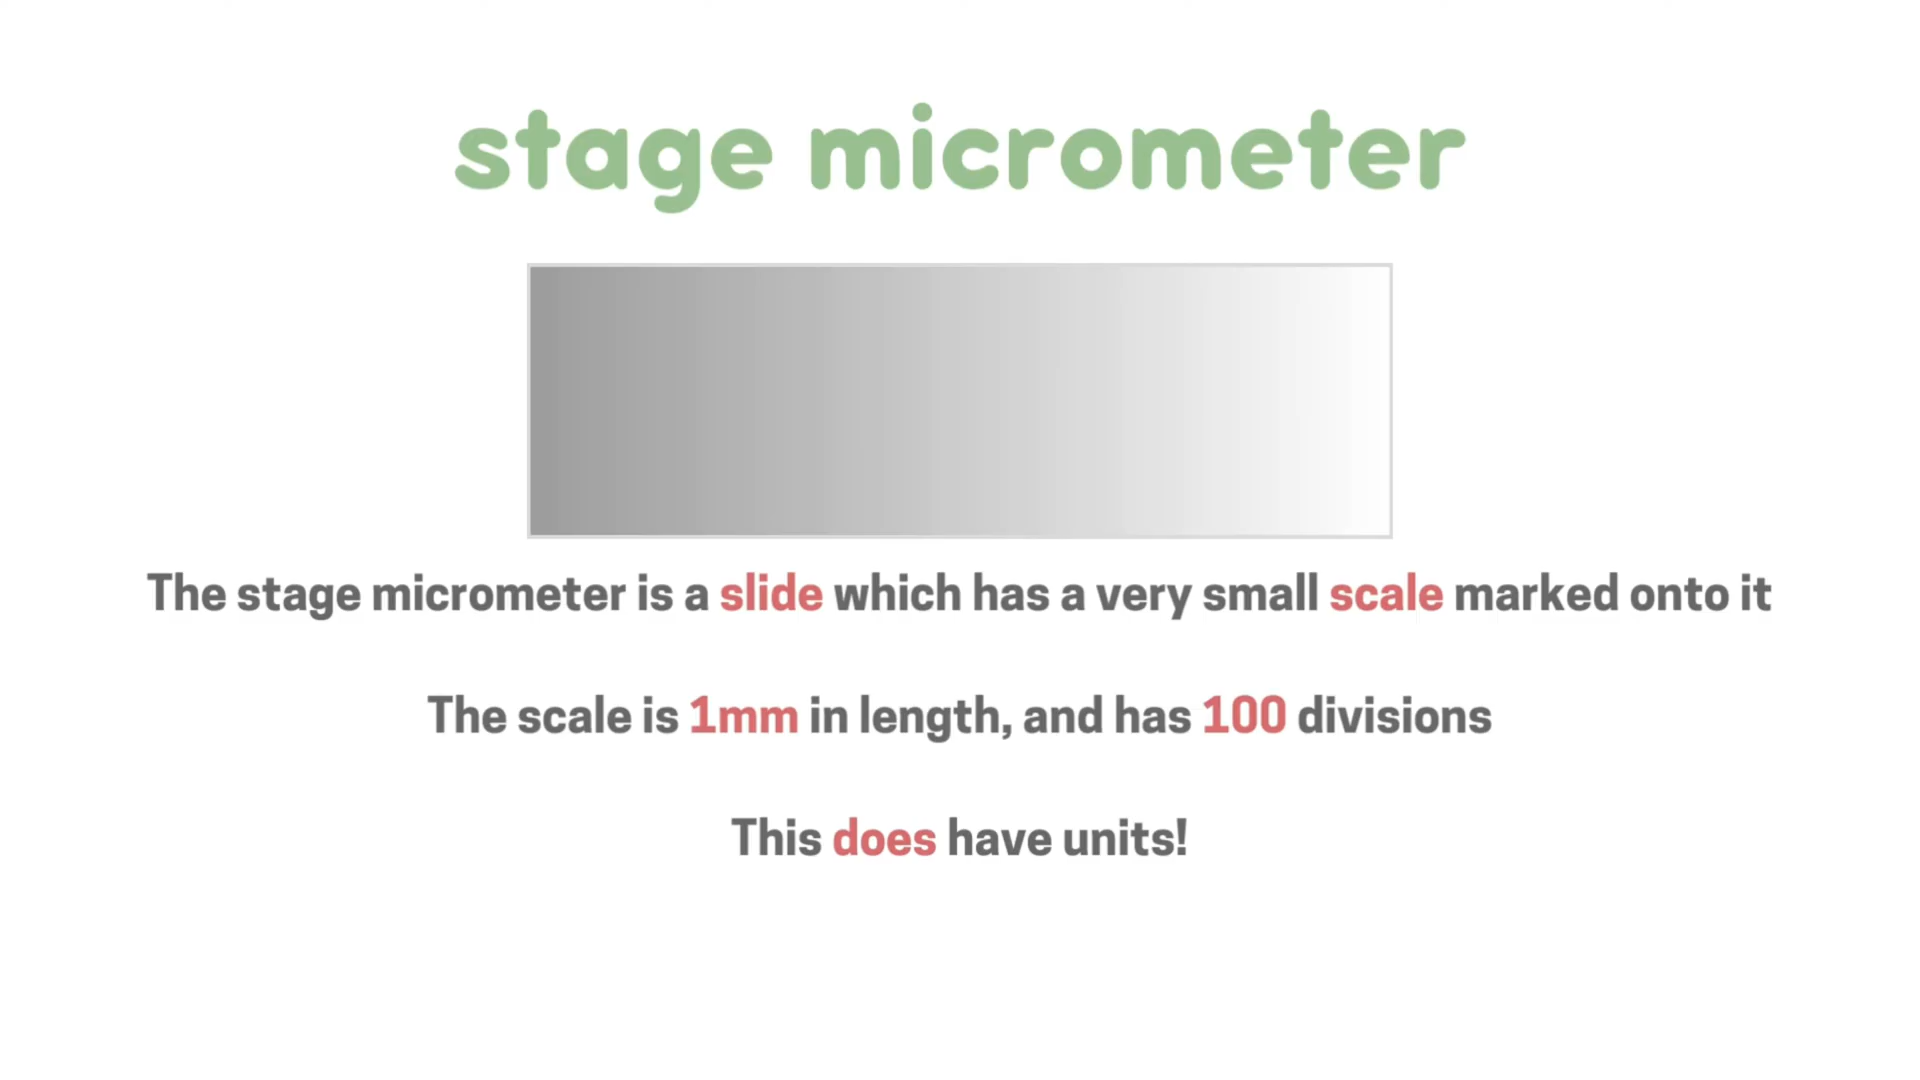 stage micrometer
The stage micrometer is a slide which has a very small scale marked onto it
The scale is 1mm in length, and has 100 divisions
This does have units!